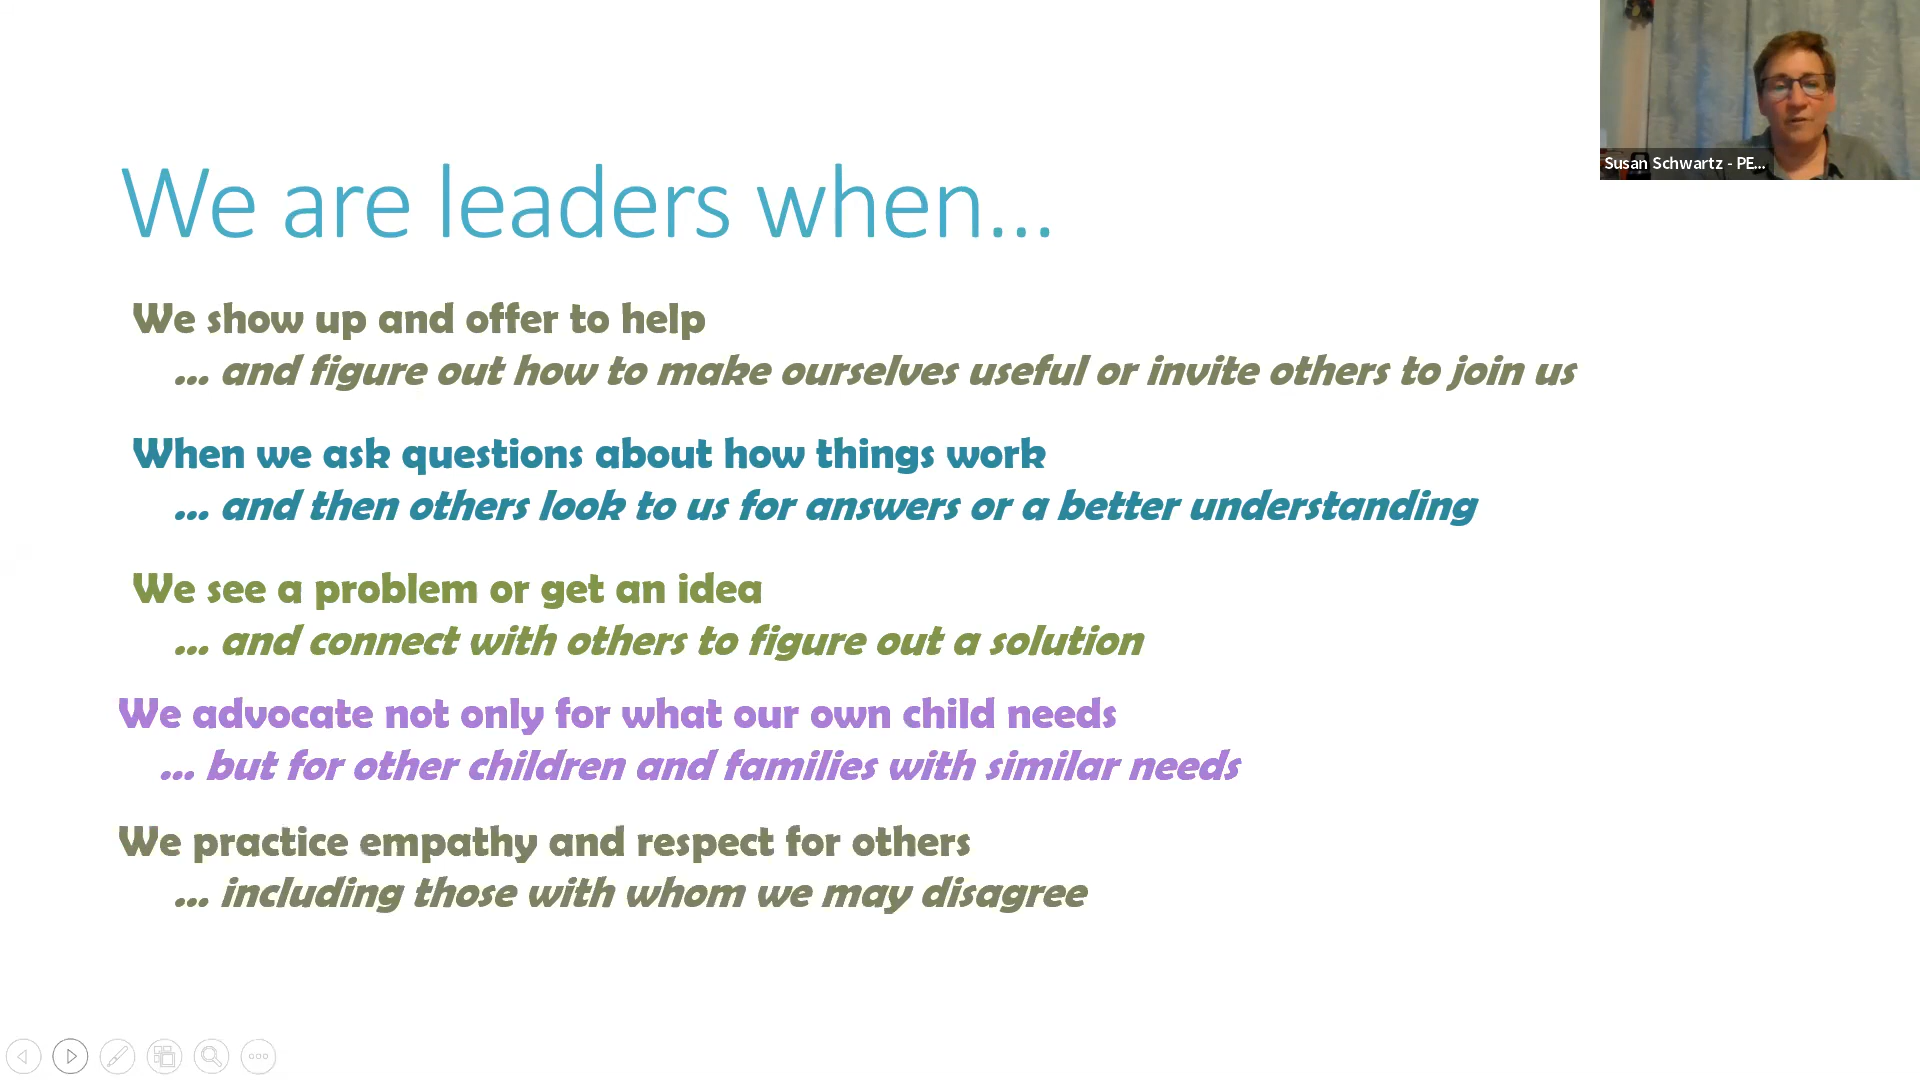 We are leaders when...
We show up and offer to help
... and figure out how to make ourselves useful or invite others to join us
When we ask questions about how things work
... and then others look to us for answers or a better understanding
We see a problem or get an idea
... and connect with others to figure out a solution
We advocate not only for what our own child needs
... but for other children and families with similar needs
We practice empathy and respect for others
... including those with whom we may disagree
Susan Schwartz - PE...